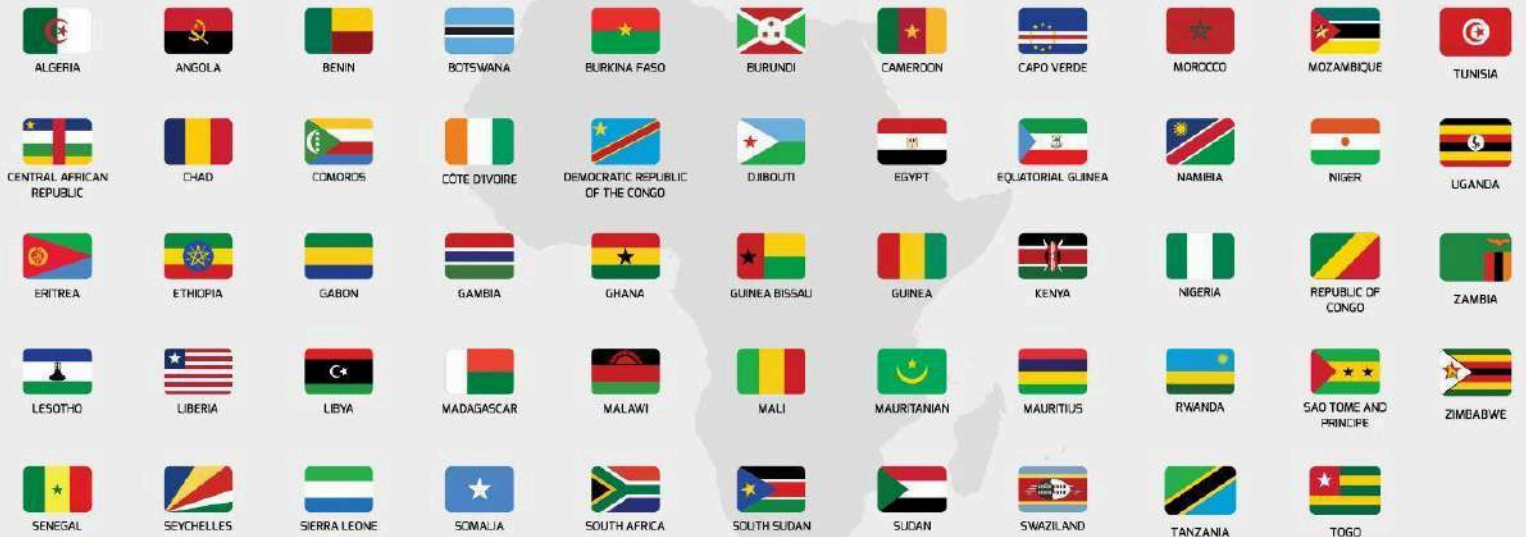 ALGERIA
ANGOLA
BENIN
BOTSWANA
BURKINA FASO
BURUNDI
CAMEROON
CAPO VERDE
MOROCCO
MOZAMBIQUE
TUNISIA
CENTRAL AFRICAN
REPUBLIC
CHAD
COMOROS
CÔTE D'IVOIRE
DEMOCRATIC REPUBLIC
OF THE CONGO
DJIBOUTI
EGYPT
EQUATORIAL GUINEA
NAMIBIA
NIGER
UGANDA
ERITREA
ETHIOPIA
GABON
GAMBIA
GHANA
GUINEA BISSAU
GUINEA
KENYA
NIGERIA
REPUBLIC OF
CONGO
ZAMBIA
LESOTHO
LIBERIA
LIBYA
MADAGASCAR
MALAWI
MALI
MAURITANIAN
MAURITIUS
RWANDA
SAO TOME AND
PRINCIPE
ZIMBABWE
SENEGAL
SEYCHELLES
SIERRA LEONE
SOMALIA
SOUTH AFRICA
SOUTH SUDAN
SUDAN
SWAZILAND
TANZANIA
TOGO